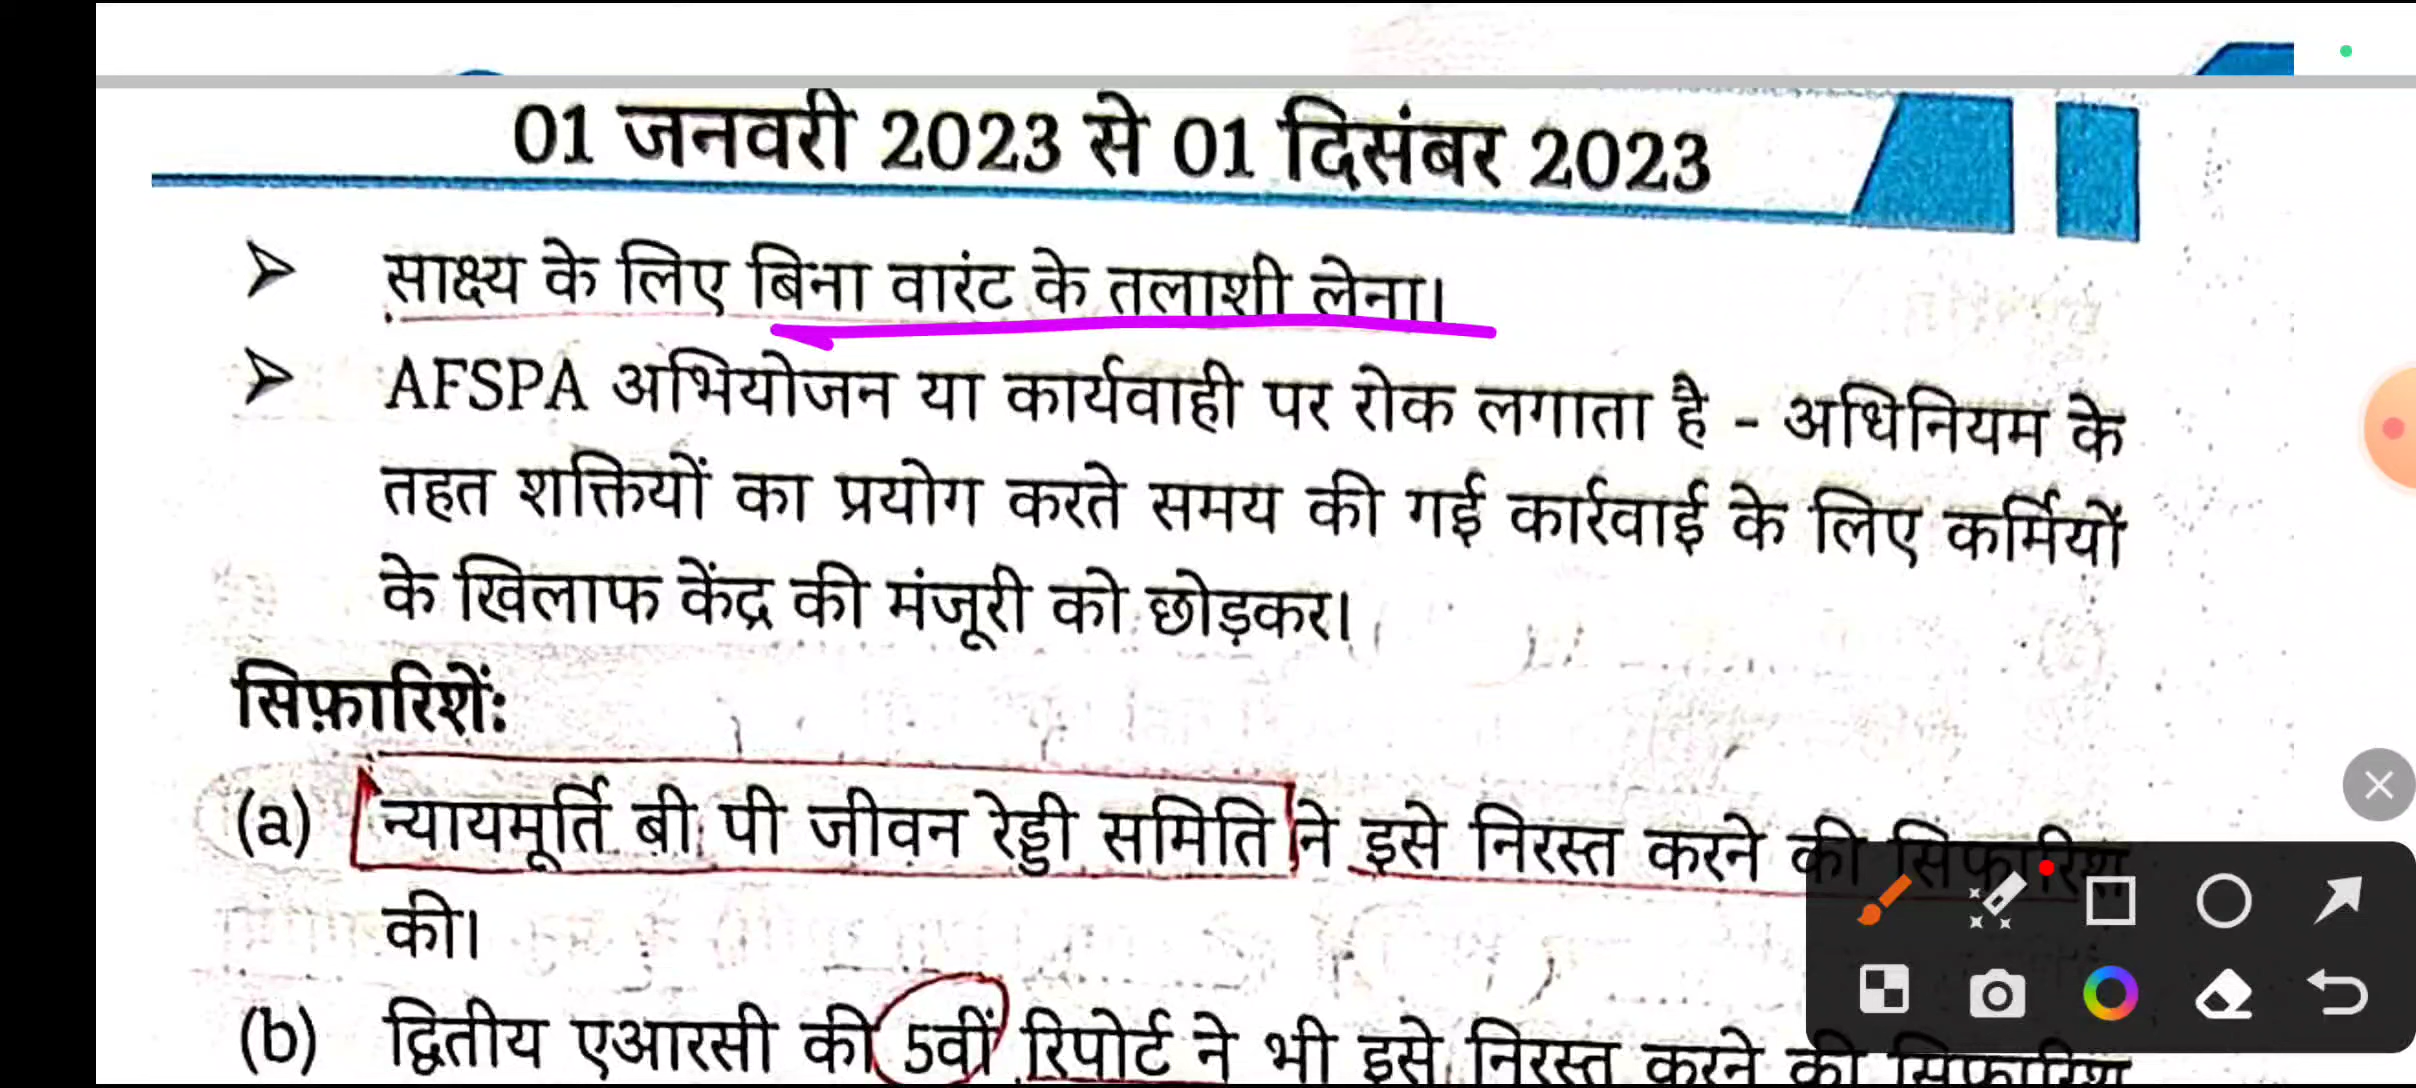 01 जनवरी 2023 से 01 दिसंबर 2023
➤ साक्ष्य के लिए बिना वारंट के तलाशी लेना।
➤ AFSPA अभियोजन या कार्यवाही पर रोक लगाता है - अधिनियम के
तहत शक्तियों का प्रयोग करते समय की गई कार्रवाई के लिए कर्मियों
के खिलाफ केंद्र की मंजूरी को छोड़कर।
सिफ़ारिशें:
(a) न्यायमूर्ति बी पी जीवन रेड्डी समिति ने इसे निरस्त करने की सिफारिश
की।
(b) द्वितीय एआरसी की 5वीं रिपोर्ट ने भी इसे निरस्त करने की सिफारिश